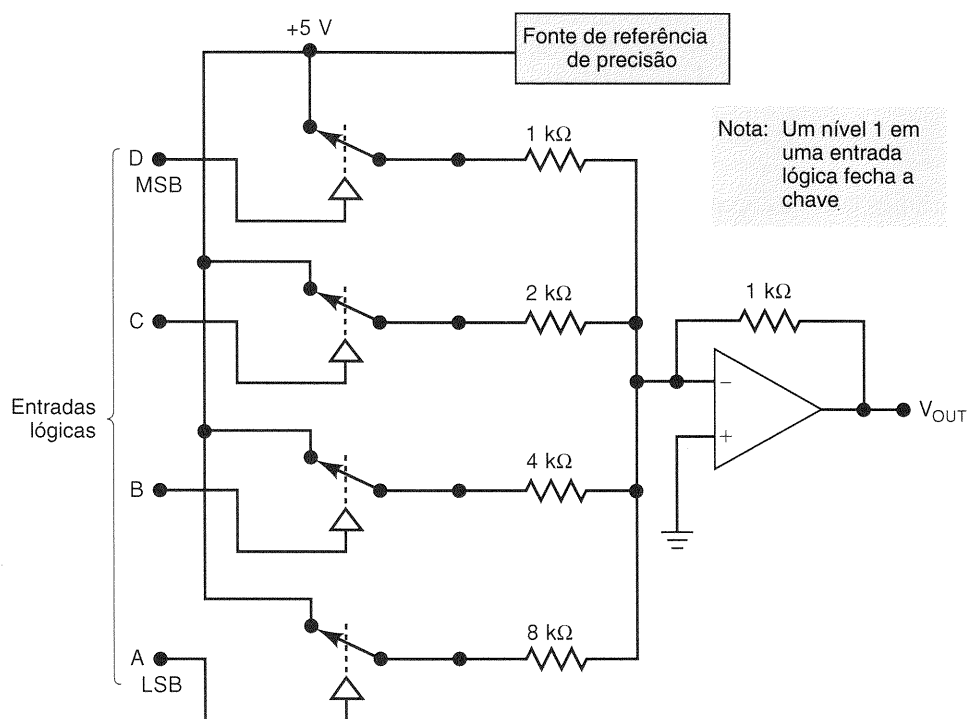 +5 V
Fonte de referência
de precisão
Nota: Um nível 1 em
uma entrada
lógica fecha a
chave
D
MSB
1 kΩ
C
2 kΩ
1 kΩ
Entradas
lógicas
−
+
V_OUT
B
4 kΩ
A
LSB
8 kΩ